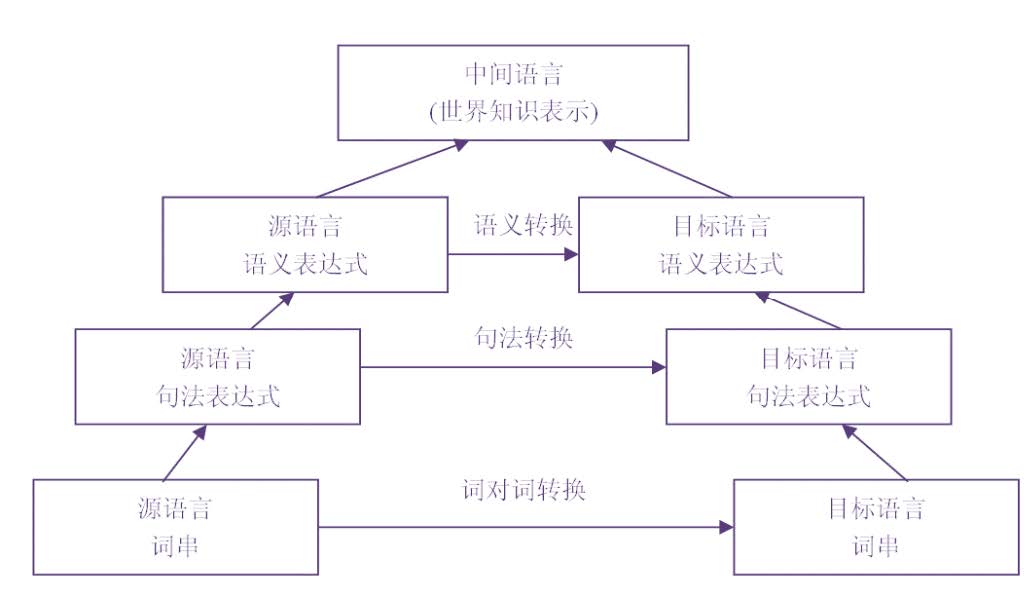 中间语言
(世界知识表示)
源语言
语义表达式
语义转换
目标语言
语义表达式
源语言
句法表达式
句法转换
目标语言
句法表达式
源语言
词串
词对词转换
目标语言
词串